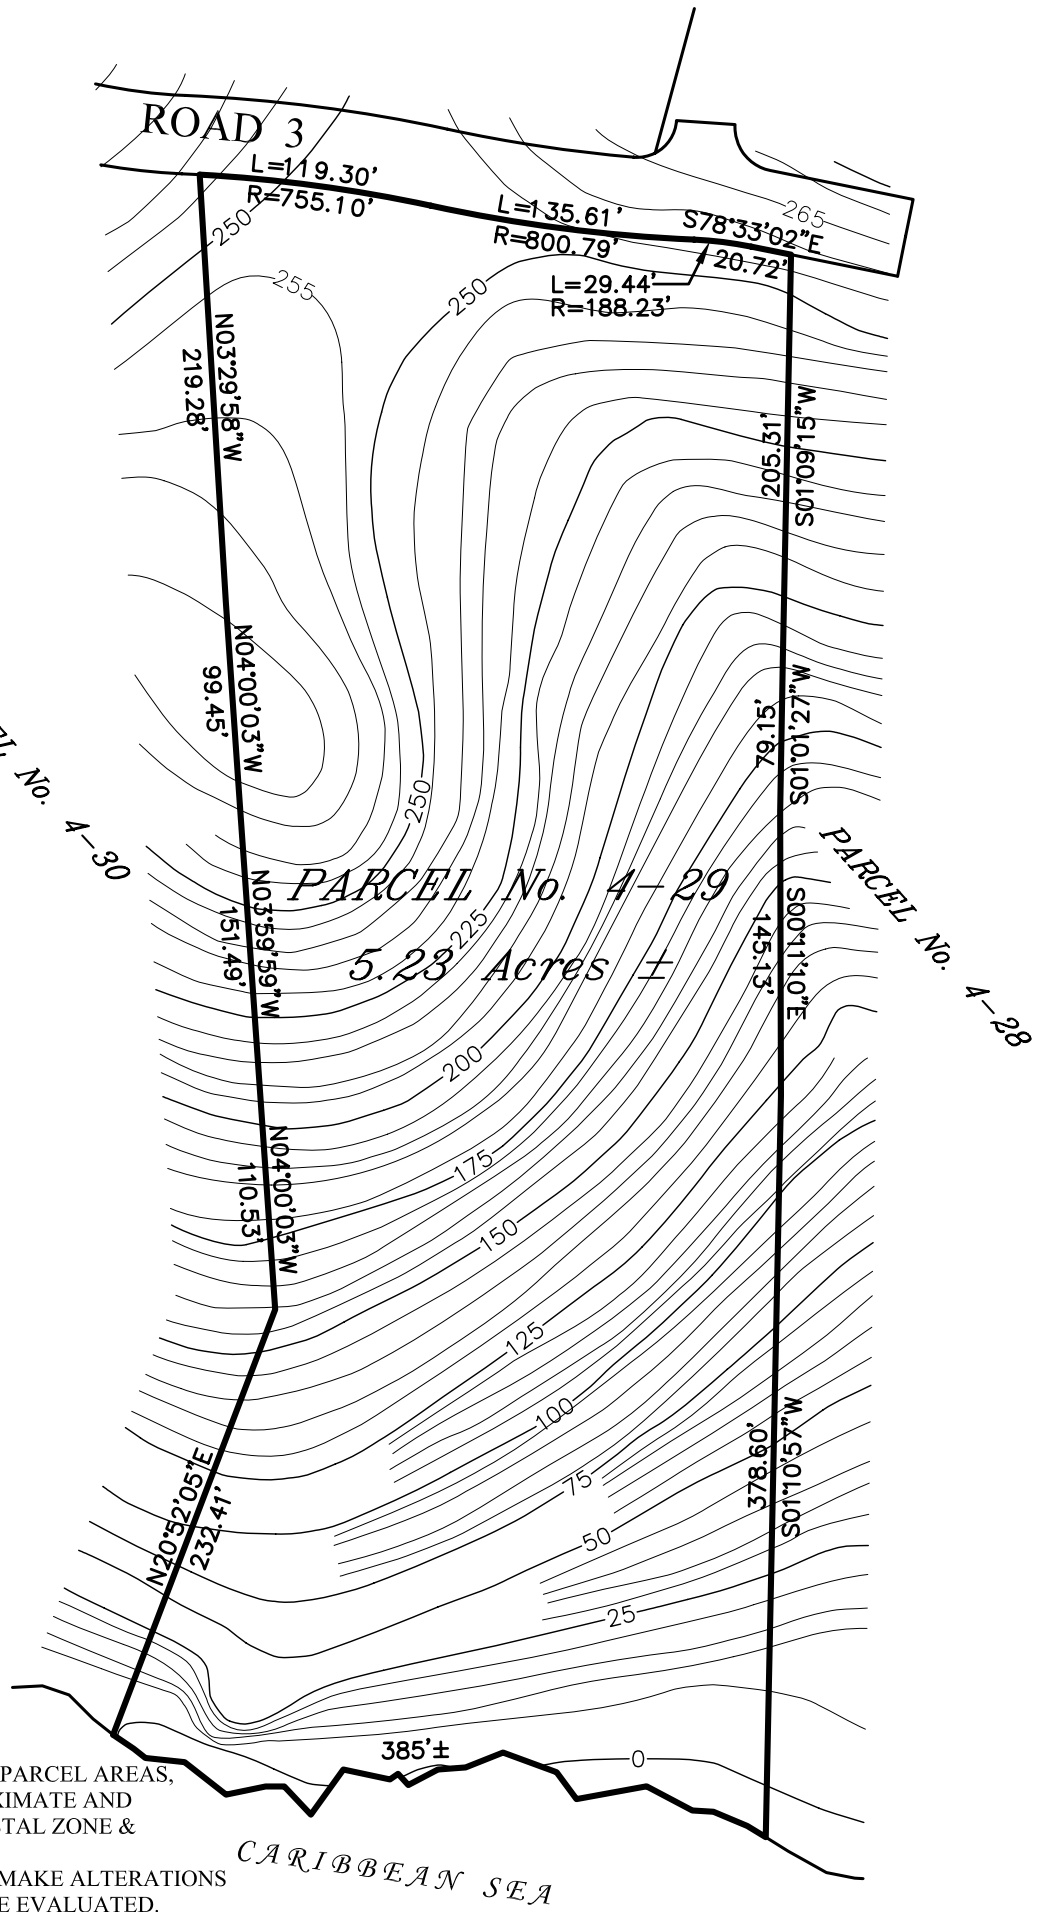 ROAD 3
L=119.30'
R=755.10'
L=135.61'
R=800.79'
S78°33'02"E
20.72'
L=29.44'
R=188.23'
265
250
255
250
N03°29'58"W
219.28'
205.31'
S01°09'15"W
N04°00'03"W
99.45'
79.15'
S01°01'27"W
No. 4-30
250
PARCEL No. 4-29
5.23 Acres ±
225
PARCEL No. 4-28
N03°59'59"W
151.49'
145.13'
S00°11'10"E
200
N04°00'03"W
110.53'
175
150
125
100
378.60'
S01°10'57"W
75
N20°52'05"E
232.41'
50
25
385'±
0
PARCEL AREAS,
XIMATE AND
TAL ZONE &
MAKE ALTERATIONS
E EVALUATED.
CARIBBEAN SEA